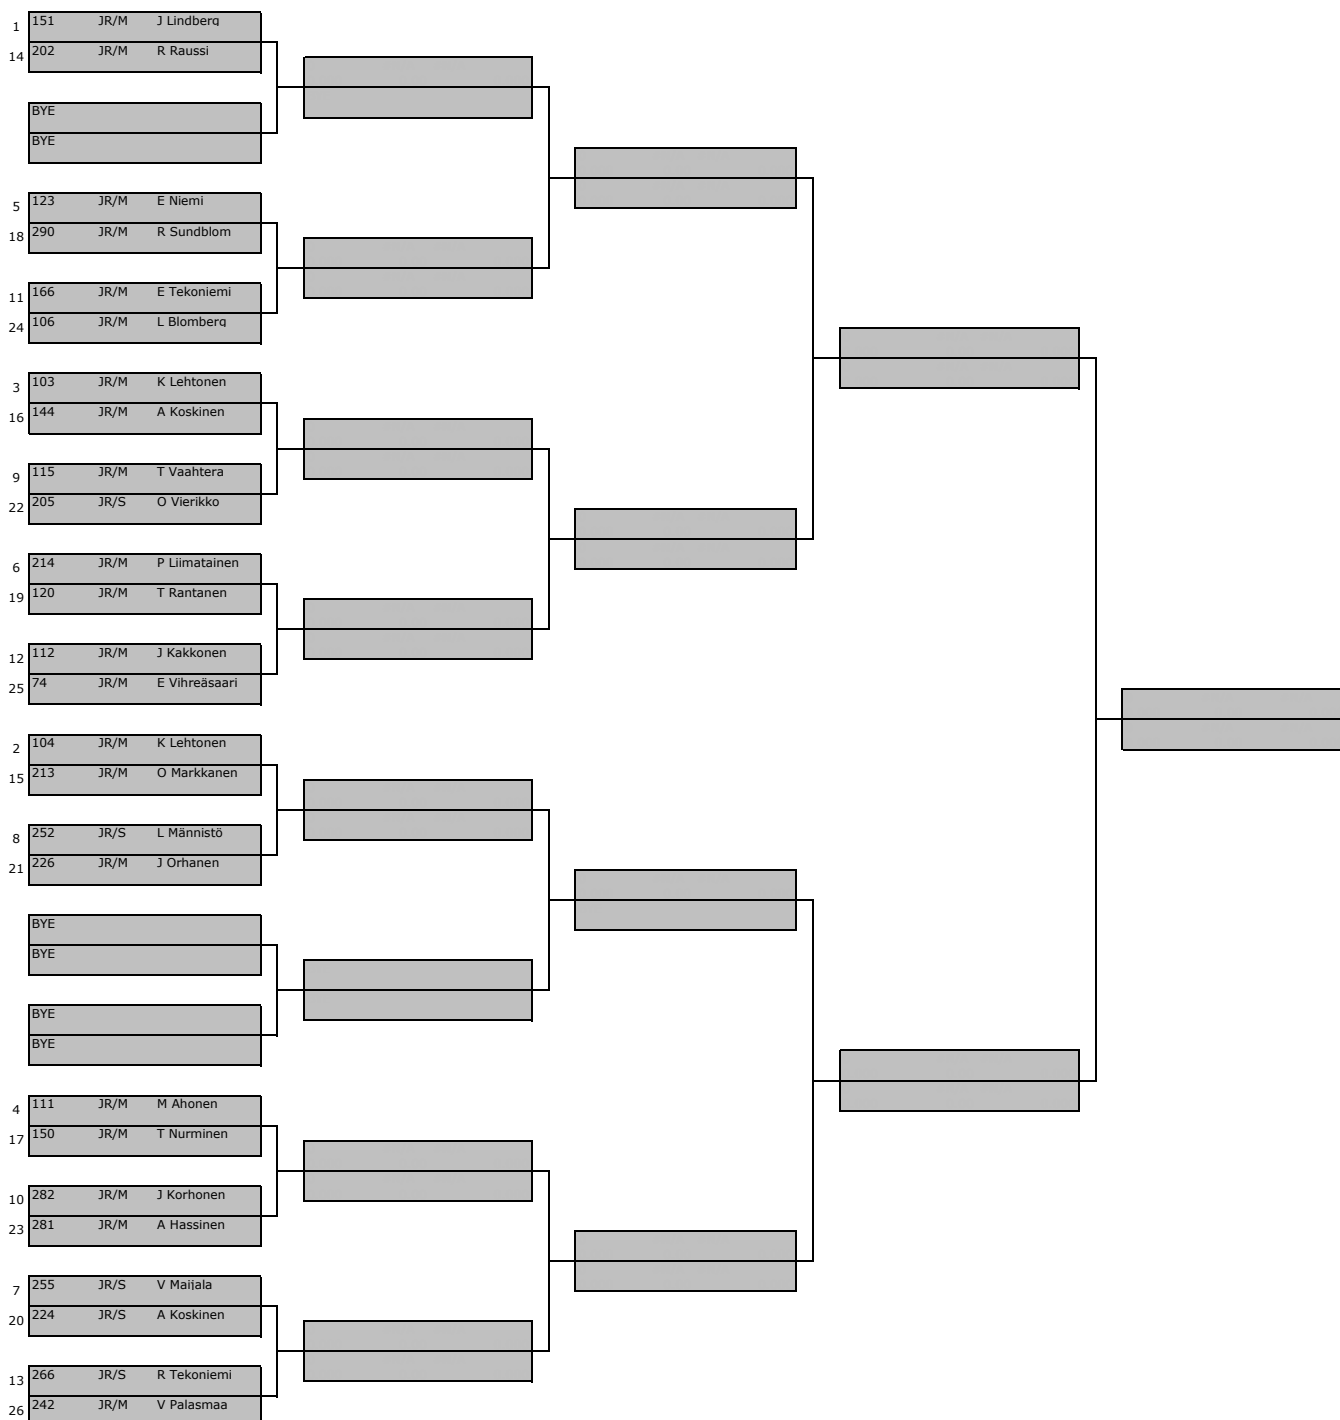 1 151 JR/M J Lindberg
14 202 JR/M R Raussi
BYE
BYE
5 123 JR/M E Niemi
18 290 JR/M R Sundblom
11 166 JR/M E Tekoniemi
24 106 JR/M L Blomberg
3 103 JR/M K Lehtonen
16 144 JR/M A Koskinen
9 115 JR/M T Vaahtera
22 205 JR/S O Vierikko
6 214 JR/M P Liimatainen
19 120 JR/M T Rantanen
12 112 JR/M J Kakkonen
25 74 JR/M E Vihreäsaari
2 104 JR/M K Lehtonen
15 213 JR/M O Markkanen
8 252 JR/S L Männistö
21 226 JR/M J Orhanen
BYE
BYE
BYE
BYE
4 111 JR/M M Ahonen
17 150 JR/M T Nurminen
10 282 JR/M J Korhonen
23 281 JR/M A Hassinen
7 255 JR/S V Maijala
20 224 JR/S A Koskinen
13 266 JR/S R Tekoniemi
26 242 JR/M V Palasmaa